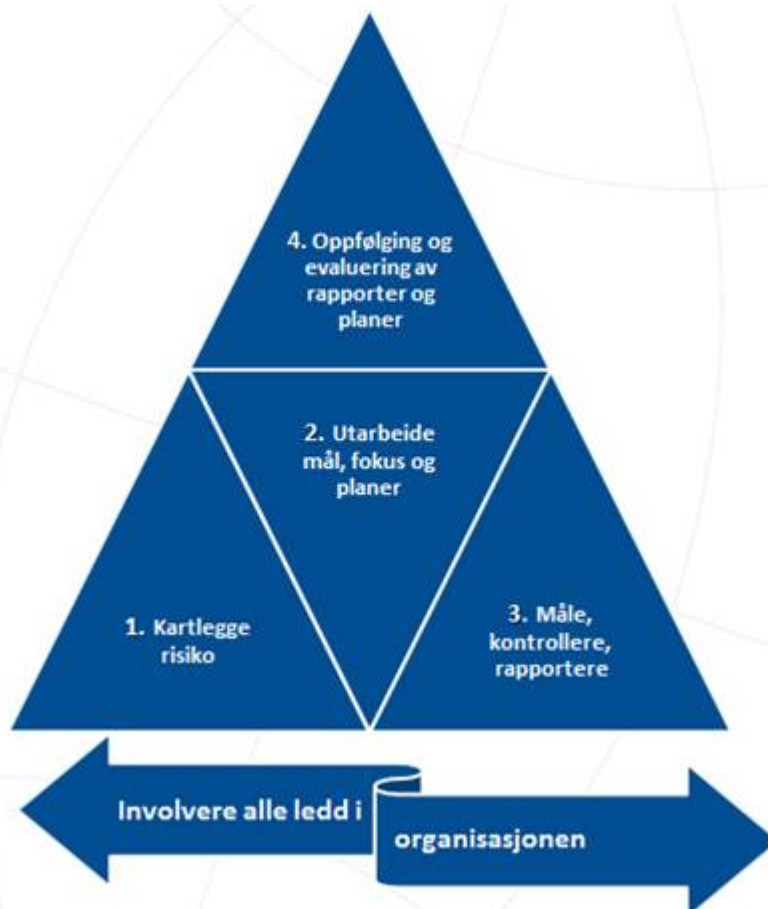 4. Oppfølging og
evaluering av
rapporter og
planer
2. Utarbeide
mål, fokus og
planer
1. Kartlegge
risiko
3. Måle,
kontrollere,
rapportere
Involvere alle ledd i
organisasjonen